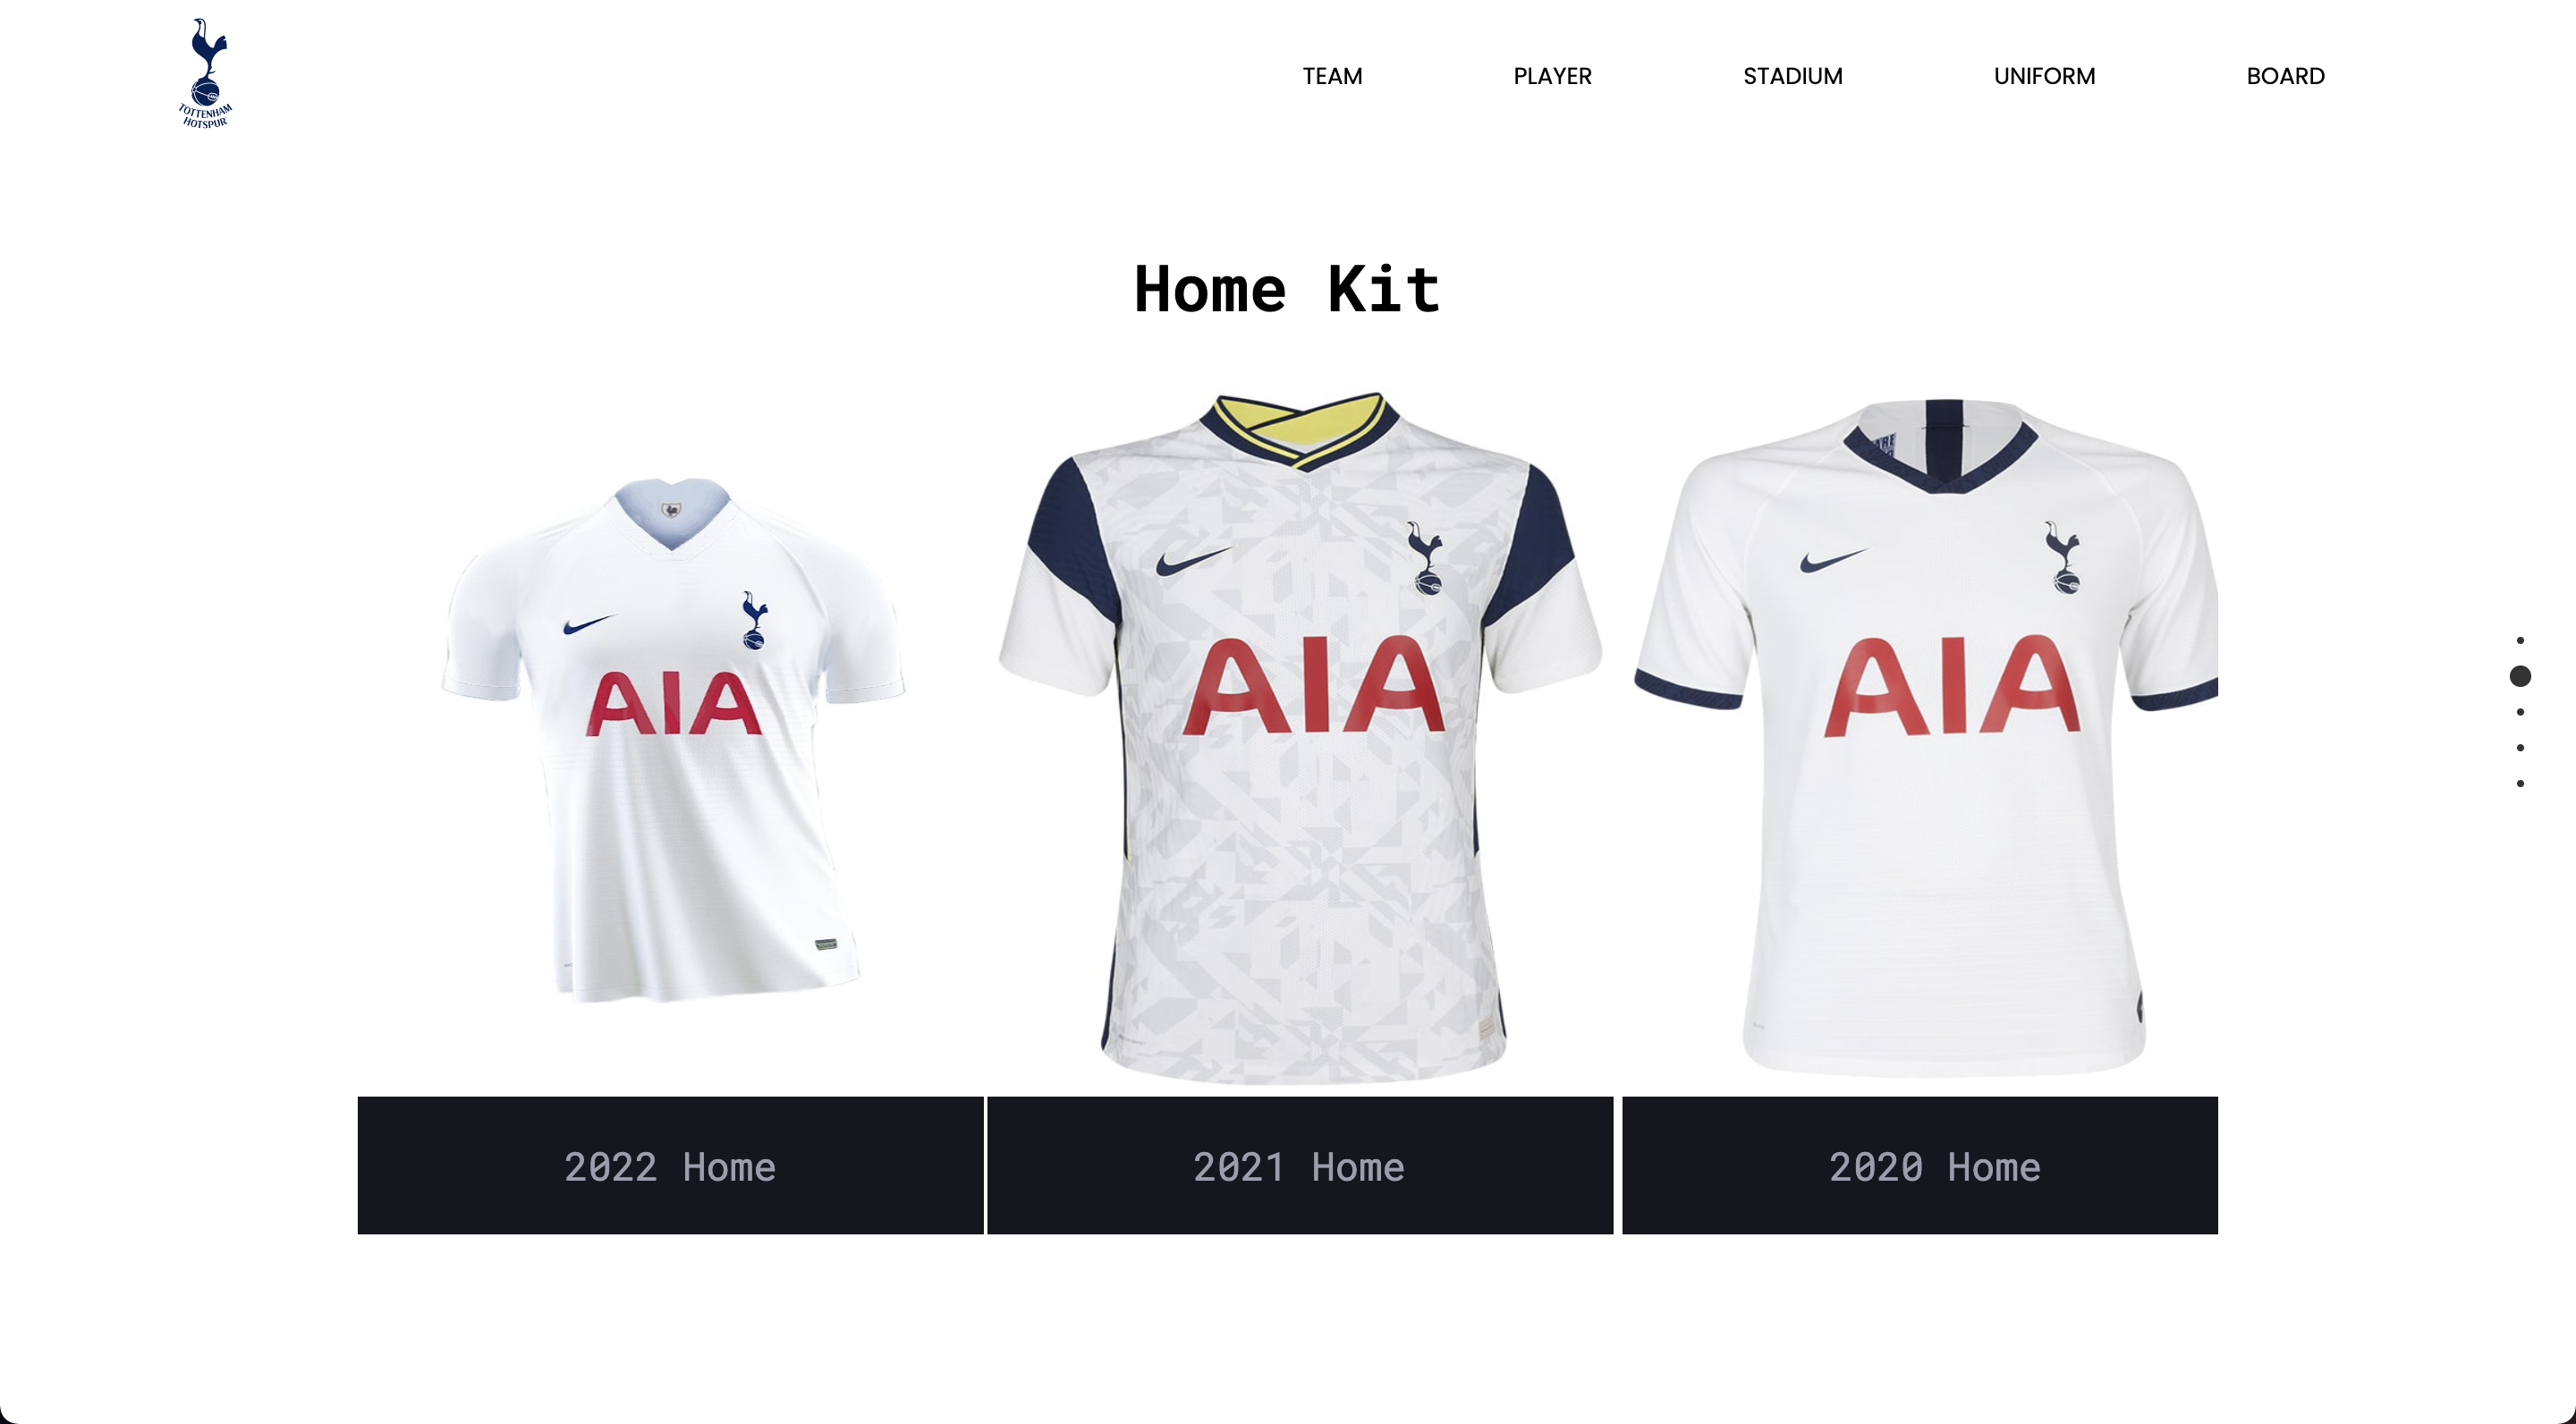 TOTTENHAM
HOTSPUR
TEAM
PLAYER
STADIUM
UNIFORM
BOARD
Home Kit
AIA
AIA
AIA
2022 Home
2021 Home
2020 Home